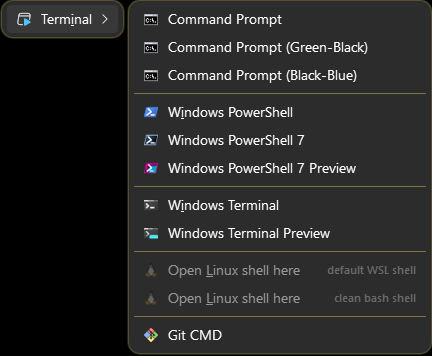 Terminal
Command Prompt
Command Prompt (Green-Black)
Command Prompt (Black-Blue)
Windows PowerShell
Windows PowerShell 7
Windows PowerShell 7 Preview
Windows Terminal
Windows Terminal Preview
Open Linux shell here default WSL shell
Open Linux shell here clean bash shell
Git CMD